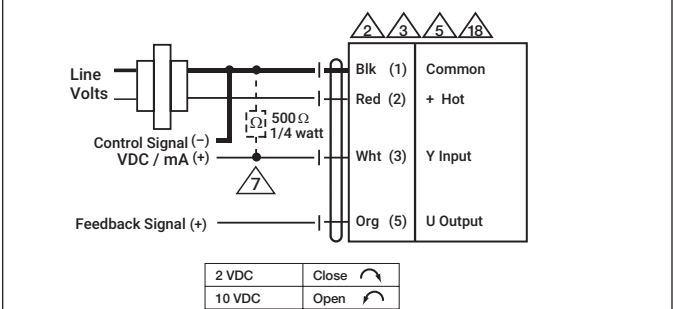 2 3 5 18
Line
Volts
Blk (1) Common
Red (2) + Hot
Ω 500 Ω
1/4 watt
Control Signal (−)
VDC / mA (+)
Wht (3) Y Input
7
Feedback Signal (+)
Org (5) U Output
2 VDC Close
10 VDC Open